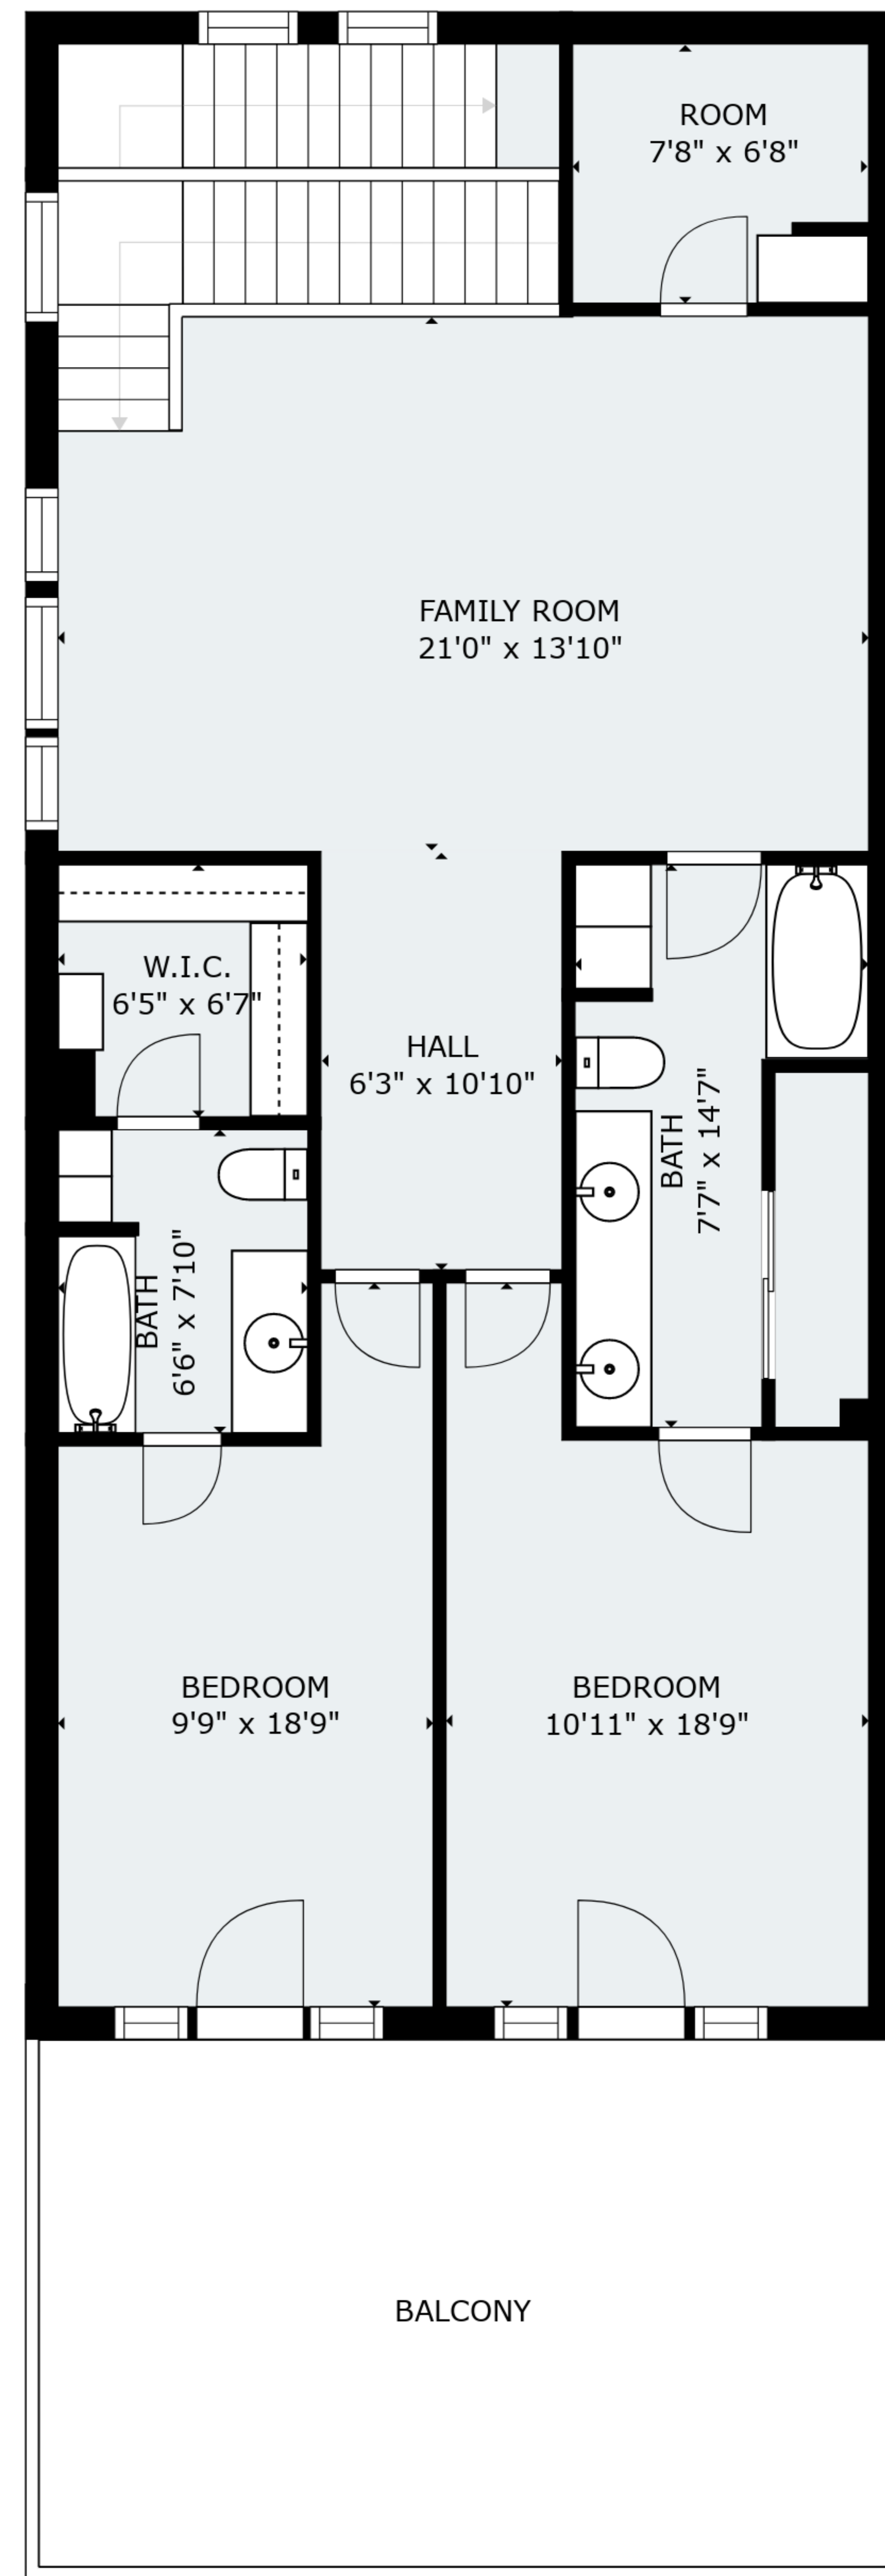 ROOM
7'8" x 6'8"
FAMILY ROOM
21'0" x 13'10"
W.I.C.
6'5" x 6'7"
HALL
6'3" x 10'10"
BATH
7'7" x 14'7"
BATH
6'6" x 7'10"
BEDROOM
9'9" x 18'9"
BEDROOM
10'11" x 18'9"
BALCONY